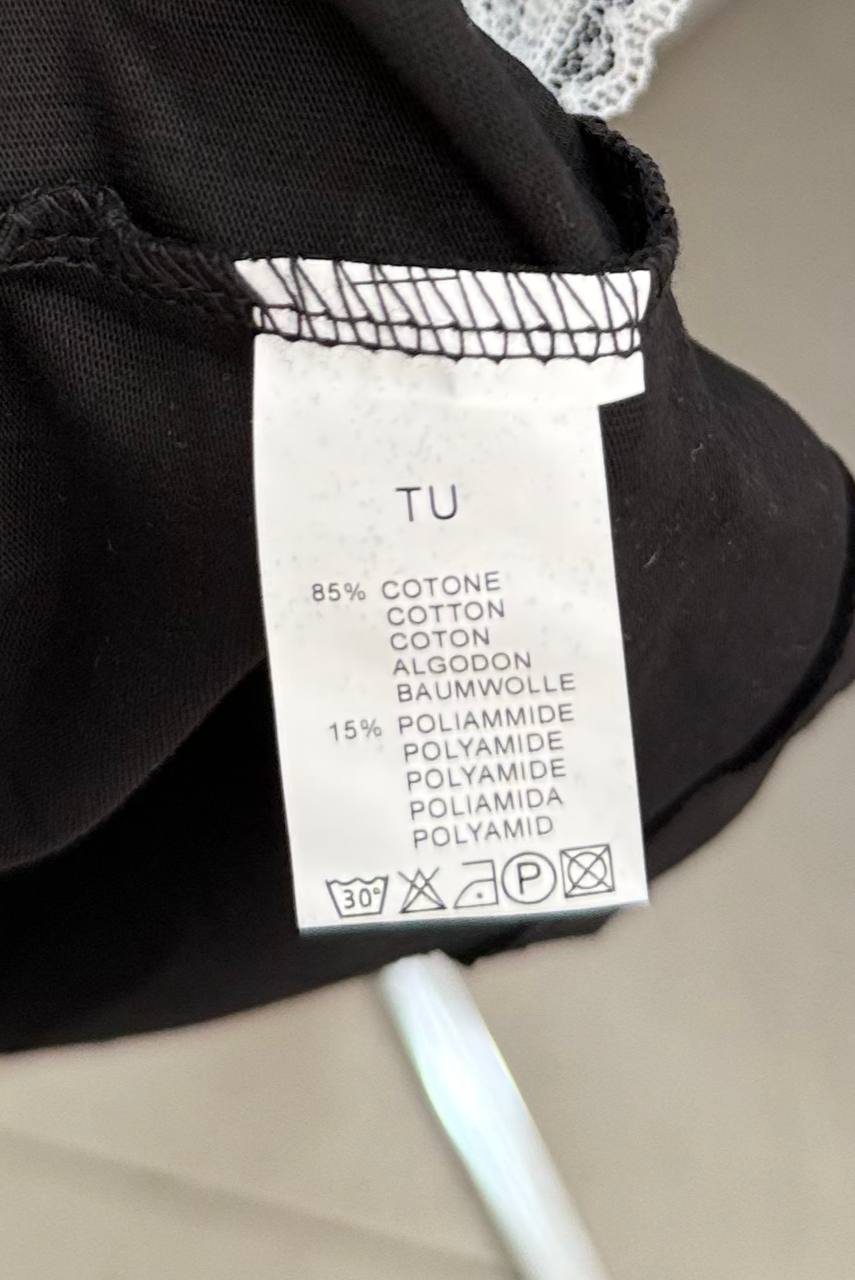 TU
85% COTONE
COTTON
COTON
ALGODON
BAUMWOLLE
15% POLIAMMIDE
POLYAMIDE
POLYAMIDE
POLIAMIDA
POLYAMID
30° P